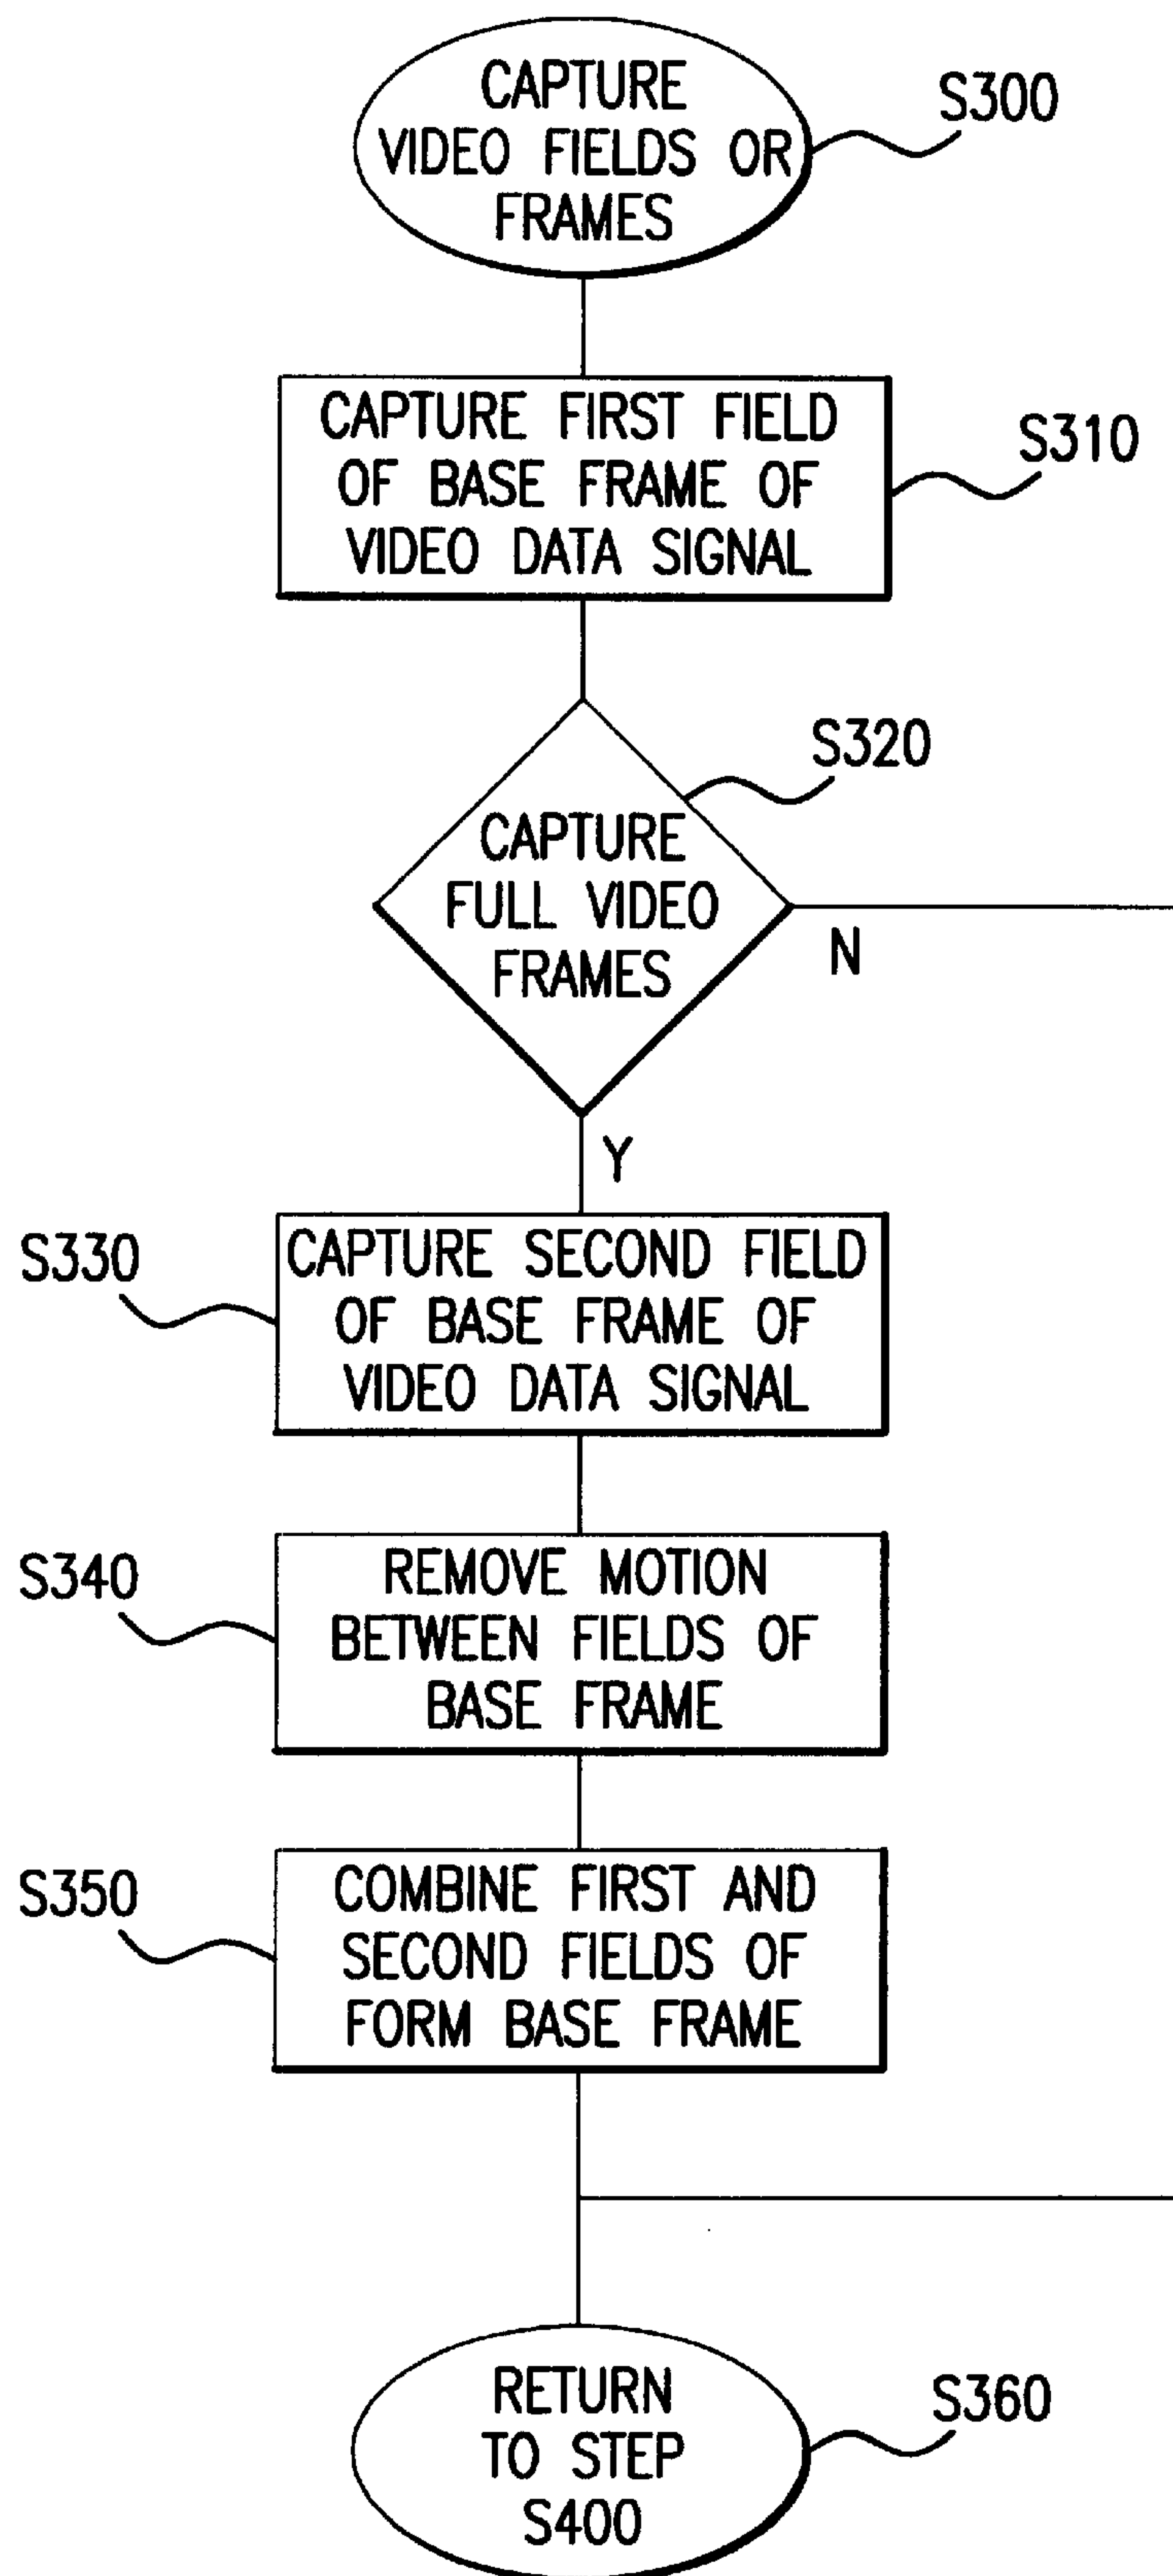 CAPTURE
VIDEO FIELDS OR
FRAMES
S300
CAPTURE FIRST FIELD
OF BASE FRAME OF
VIDEO DATA SIGNAL
S310
S320
CAPTURE
FULL VIDEO
FRAMES
N
Y
S330
CAPTURE SECOND FIELD
OF BASE FRAME OF
VIDEO DATA SIGNAL
S340
REMOVE MOTION
BETWEEN FIELDS OF
BASE FRAME
S350
COMBINE FIRST AND
SECOND FIELDS OF
FORM BASE FRAME
RETURN
TO STEP
S400
S360